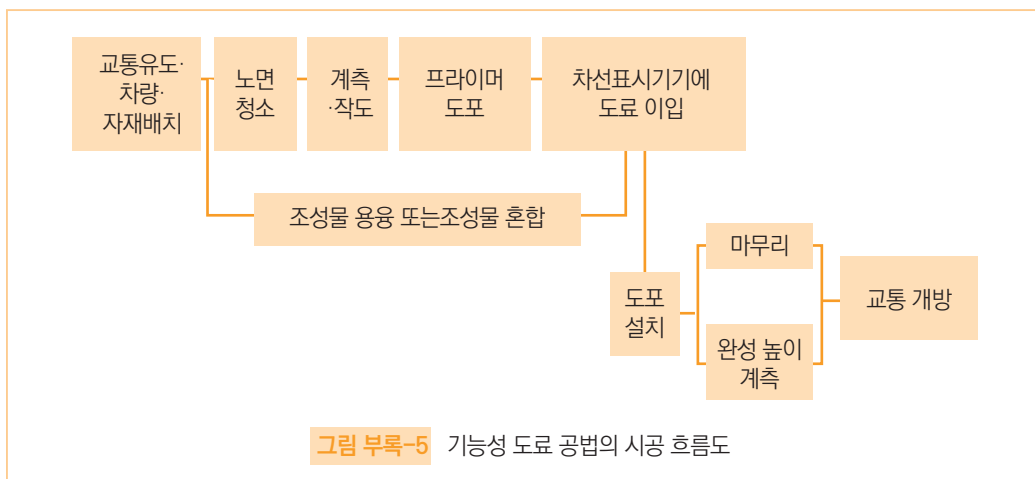 교통유도·
차량·
자재배치
노면
청소
계측
·작도
프라이머
도포
차선표시기기에
도료 이입
조성물 용융 또는조성물 혼합
도포
설치
마무리
완성 높이
계측
교통 개방
그림 부록-5 기능성 도료 공법의 시공 흐름도